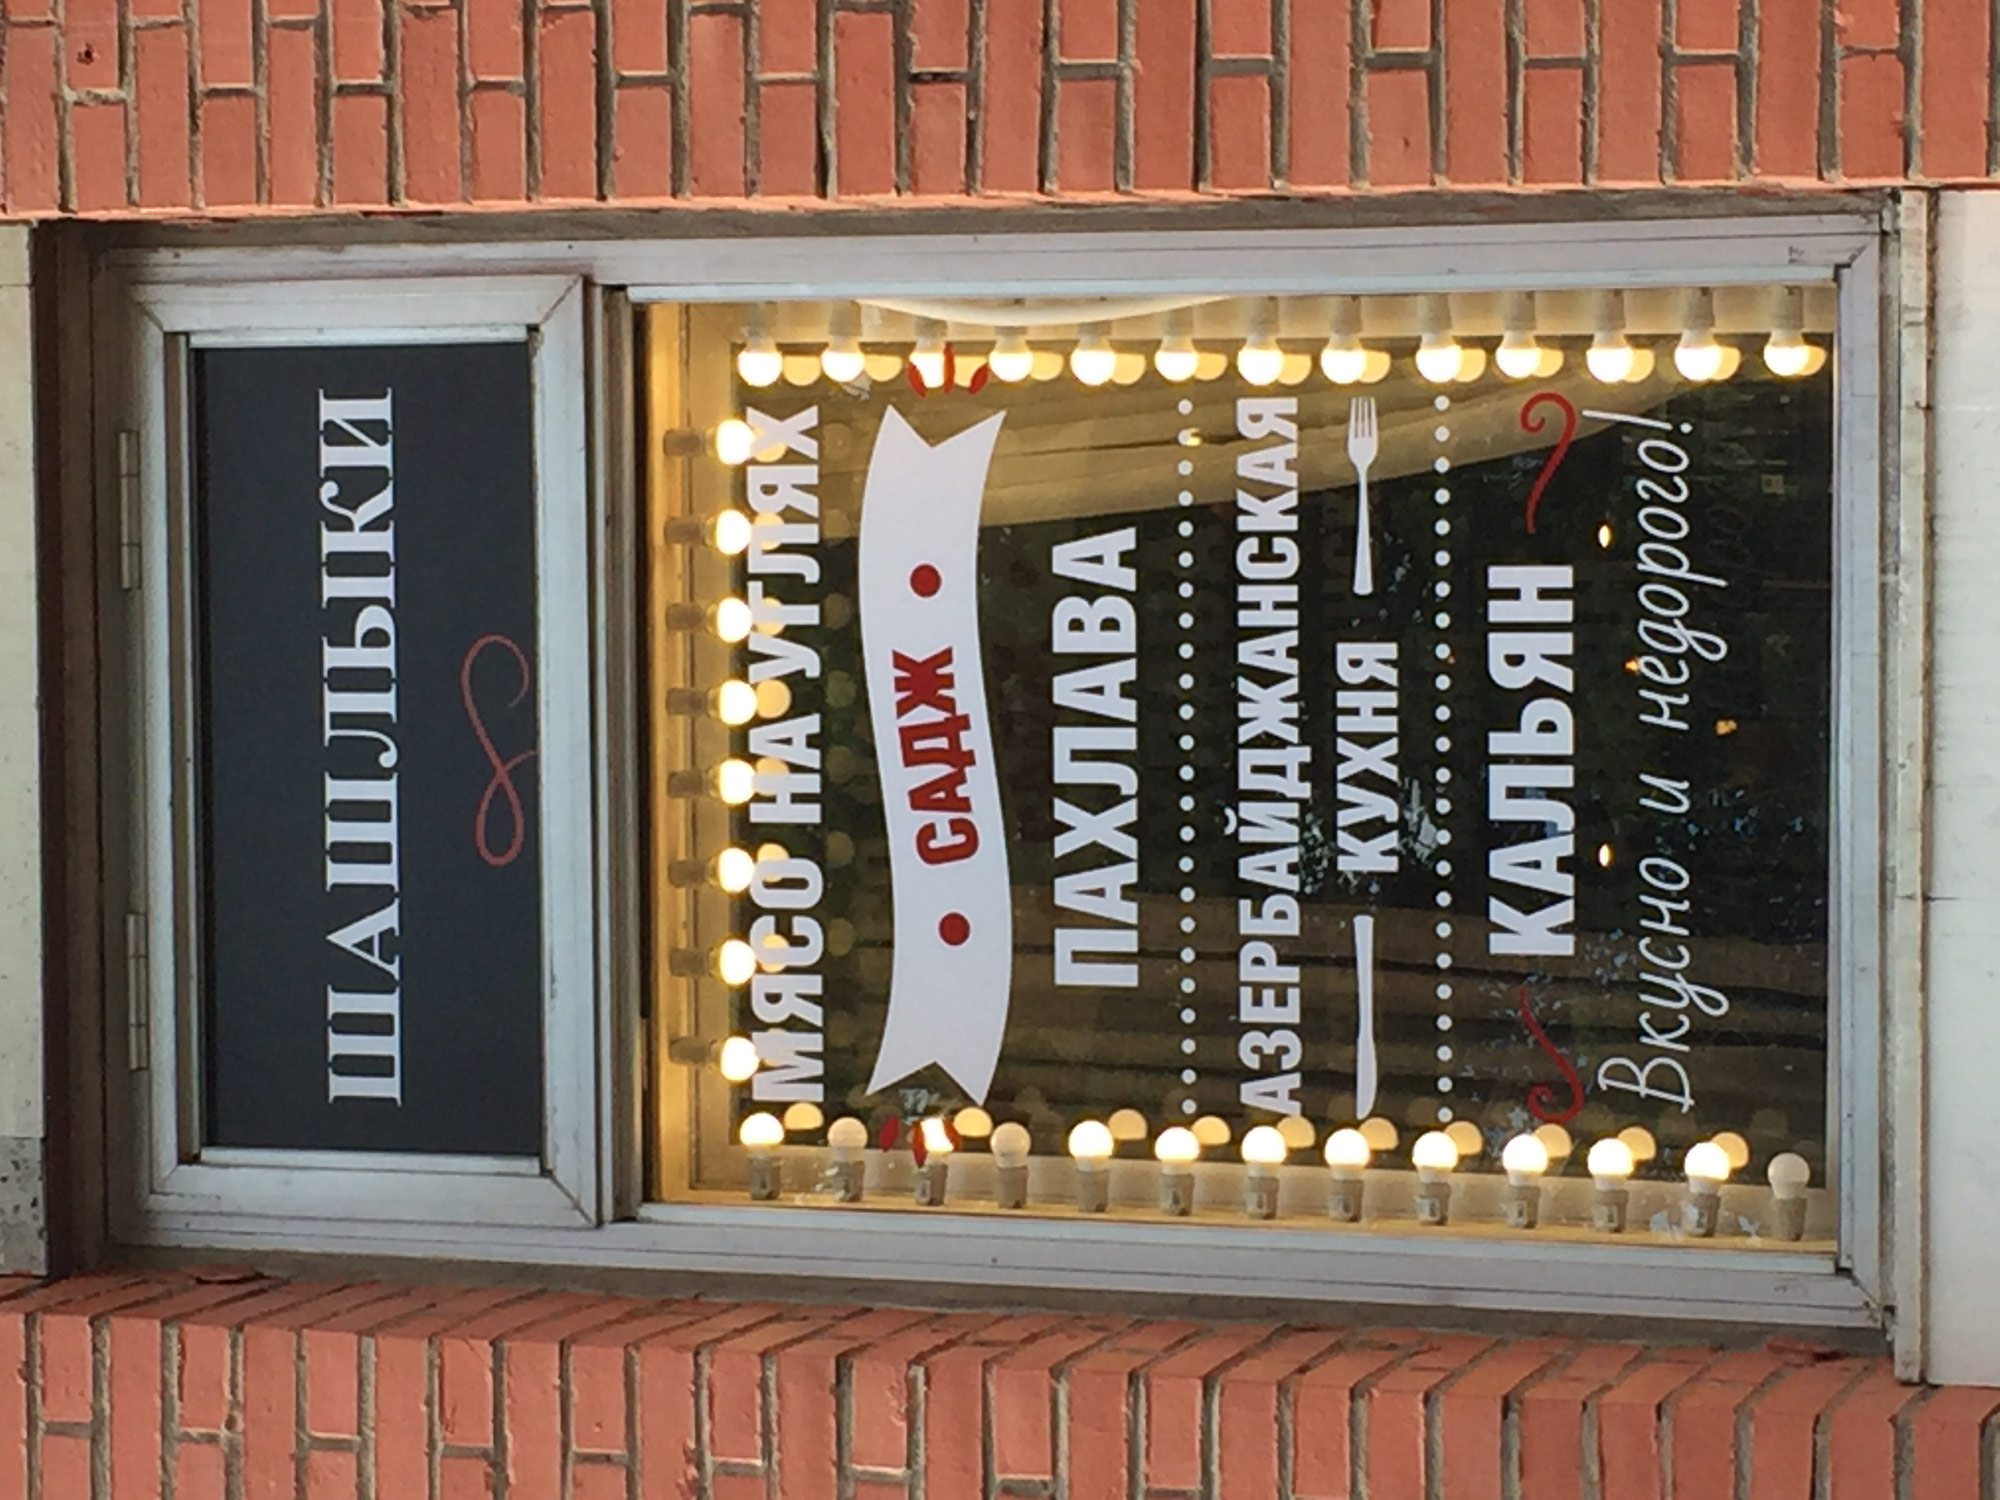 ШАШЛЫКИ
МЯСО НА УГЛЯХ
• САДЖ •
ПАХЛАВА
АЗЕРБАЙДЖАНСКАЯ
КУХНЯ
КАЛЬЯН
Вкусно и недорого!